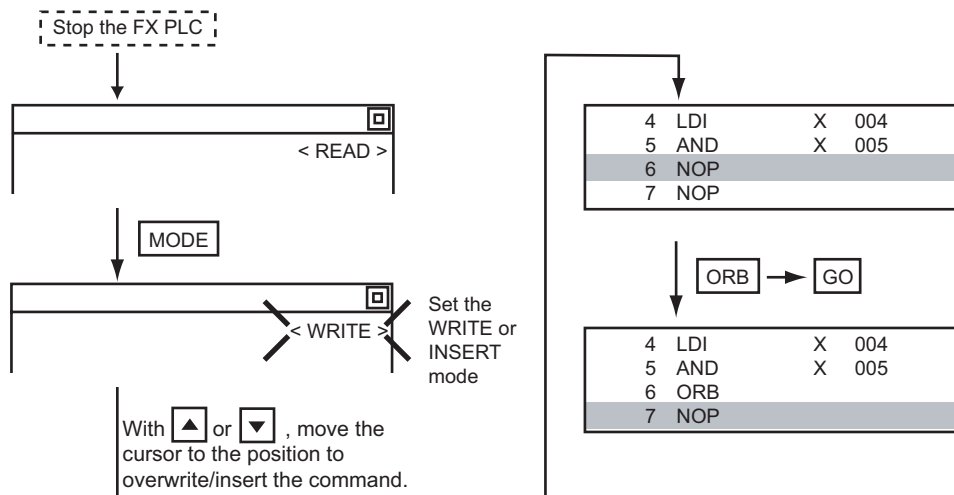 Stop the FX PLC
< READ >
MODE
< WRITE >
Set the
WRITE or
INSERT
mode
With ▲ or ▼ , move the
cursor to the position to
overwrite/insert the command.
4 LDI X 004
5 AND X 005
6 NOP
7 NOP
ORB GO
4 LDI X 004
5 AND X 005
6 ORB
7 NOP